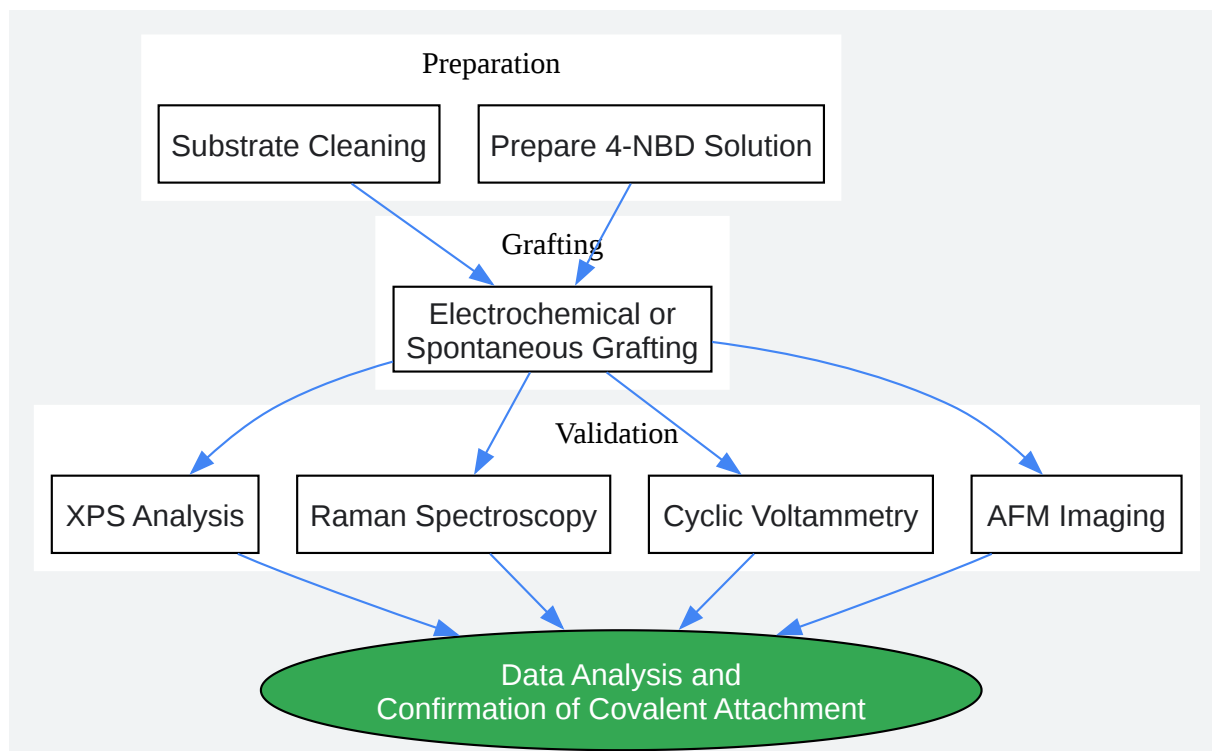 Preparation
Substrate Cleaning
Prepare 4-NBD Solution
Grafting
Electrochemical or
Spontaneous Grafting
Validation
XPS Analysis
Raman Spectroscopy
Cyclic Voltammetry
AFM Imaging
Data Analysis and
Confirmation of Covalent Attachment